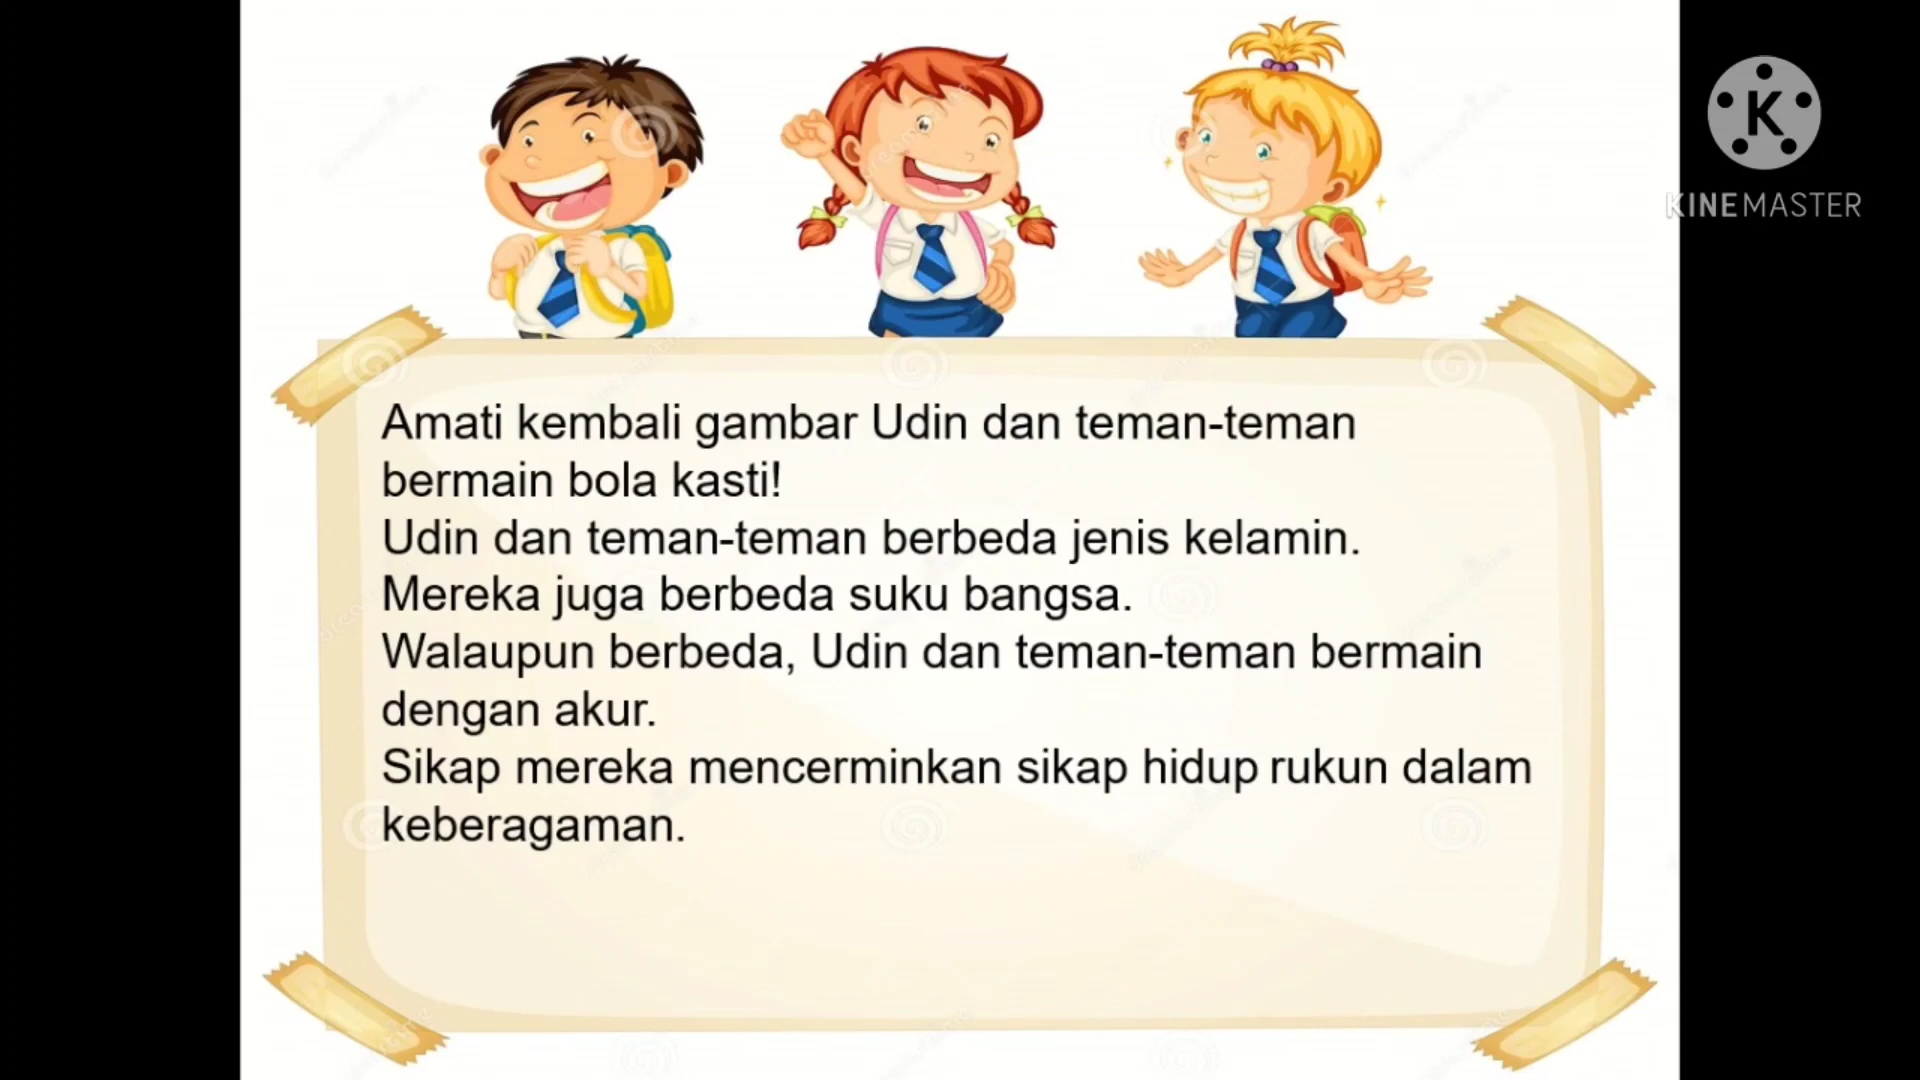 KINEMASTER
Amati kembali gambar Udin dan teman-teman
bermain bola kasti!
Udin dan teman-teman berbeda jenis kelamin.
Mereka juga berbeda suku bangsa.
Walaupun berbeda, Udin dan teman-teman bermain
dengan akur.
Sikap mereka mencerminkan sikap hidup rukun dalam
keberagaman.